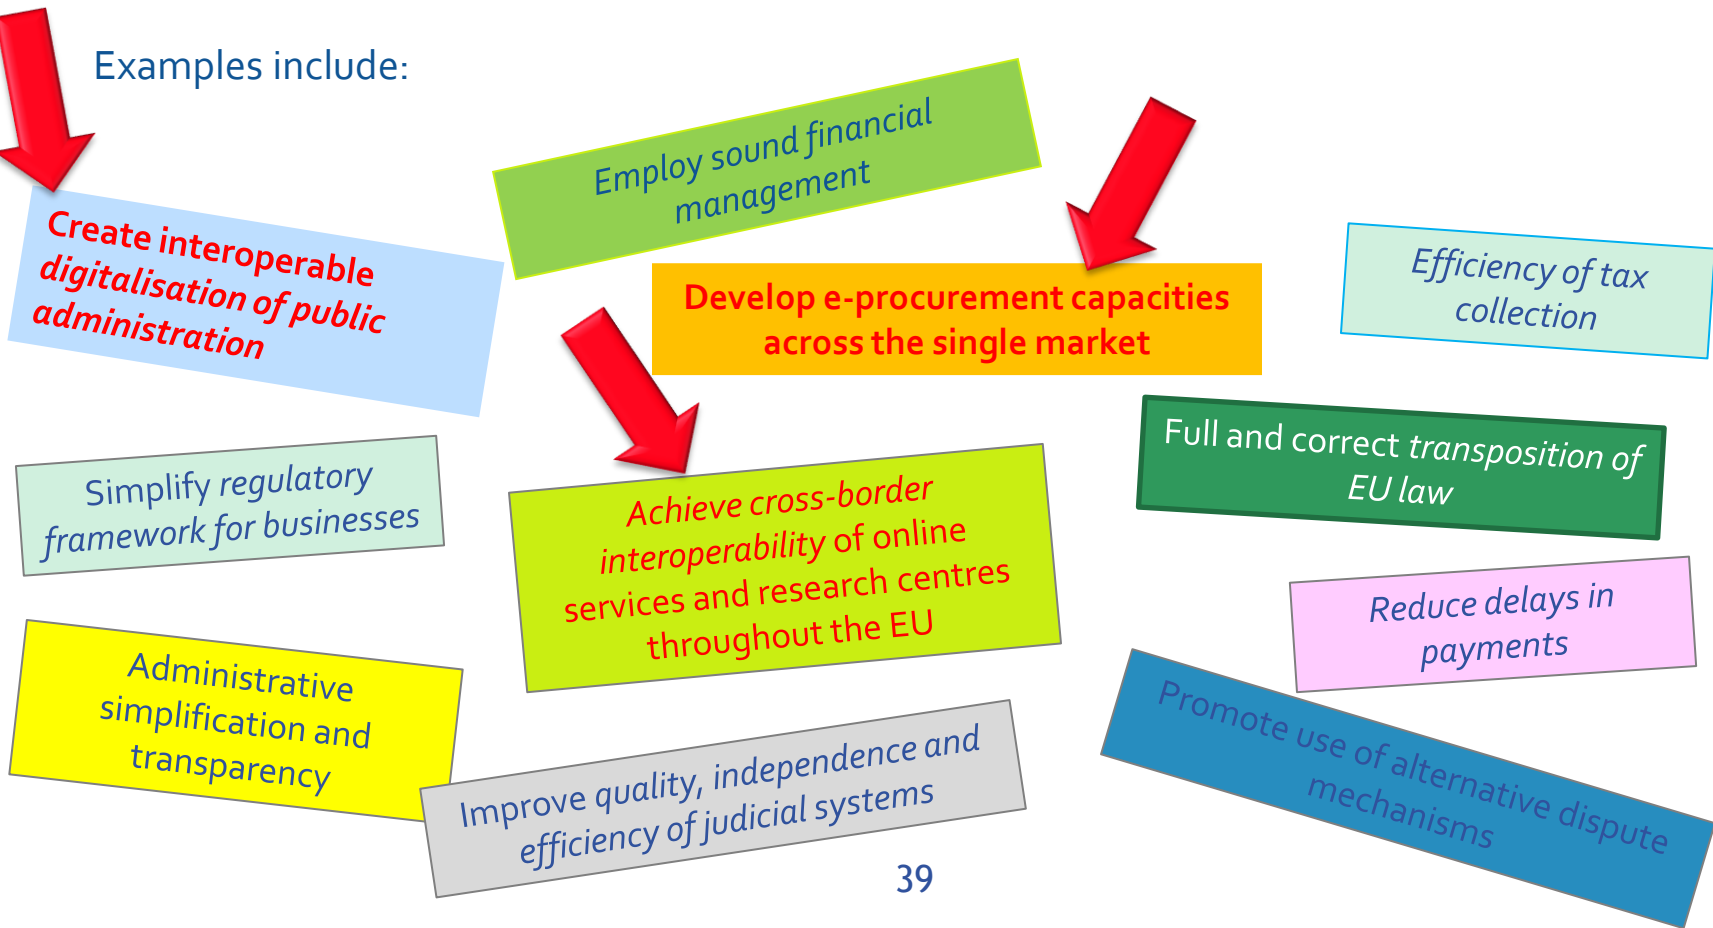 Examples include:
Employ sound financial
management
Create interoperable
digitalisation of public
administration
Develop e-procurement capacities
across the single market
Efficiency of tax
collection
Full and correct transposition of
EU law
Simplify regulatory
framework for businesses
Achieve cross-border
interoperability of online
services and research centres
throughout the EU
Reduce delays in
payments
Administrative
simplification and
transparency
Improve quality, independence and
efficiency of judicial systems
Promote use of alternative dispute
mechanisms
39